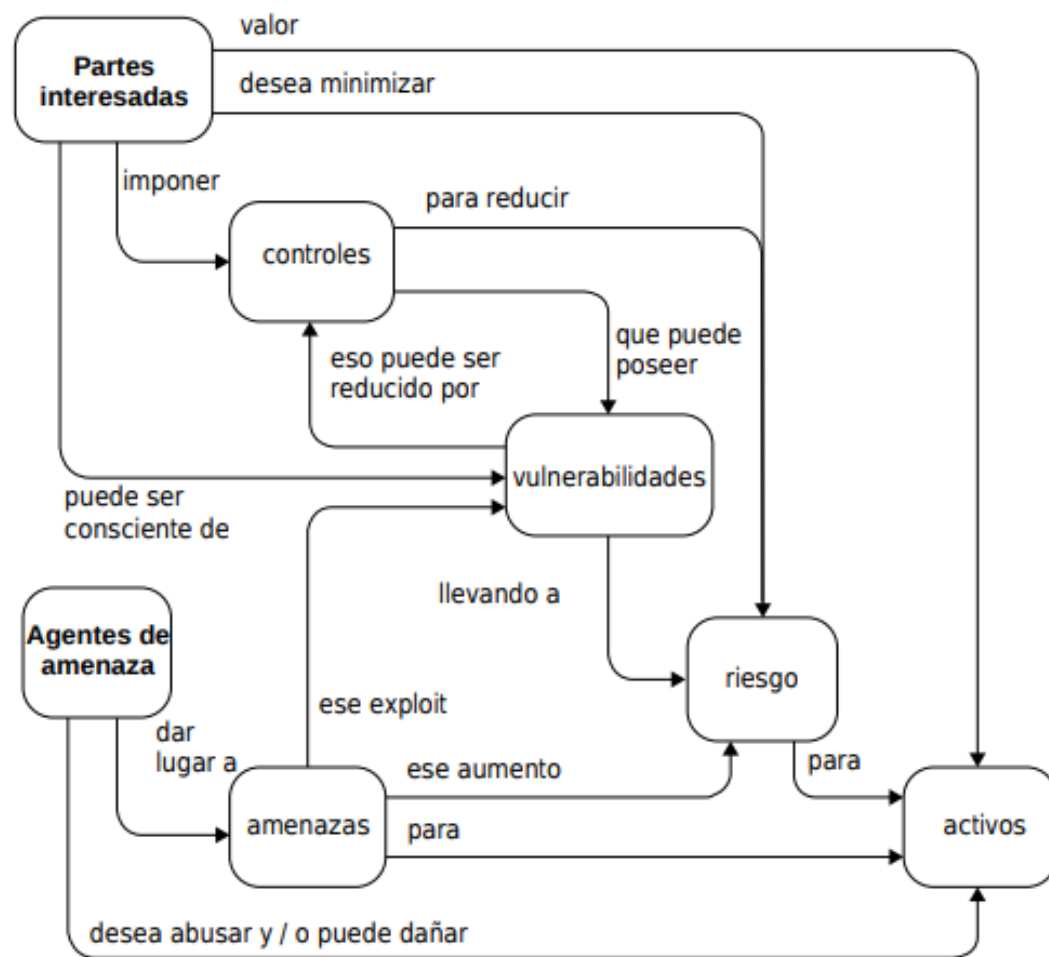 valor
Partes
interesadas
desea minimizar
imponer
para reducir
controles
que puede
poseer
eso puede ser
reducido por
vulnerabilidades
puede ser
consciente de
llevando a
Agentes de
amenaza
riesgo
ese exploit
dar
lugar a
ese aumento
para
amenazas
para
activos
desea abusar y / o puede dañar